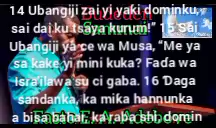 14 Ubangiji zai yi yaki dominku,
sai dai ku tsaya kurum!” 15 Sai
Ubangiji ya ce wa Musa, “Me ya
sa kake yi mini kuka? Faɗa wa
Isra'ilawa su ci gaba. 16 Ɗaga
sandanka, ka miƙa hannunka
a bisa bahar, ka raba shi, domin